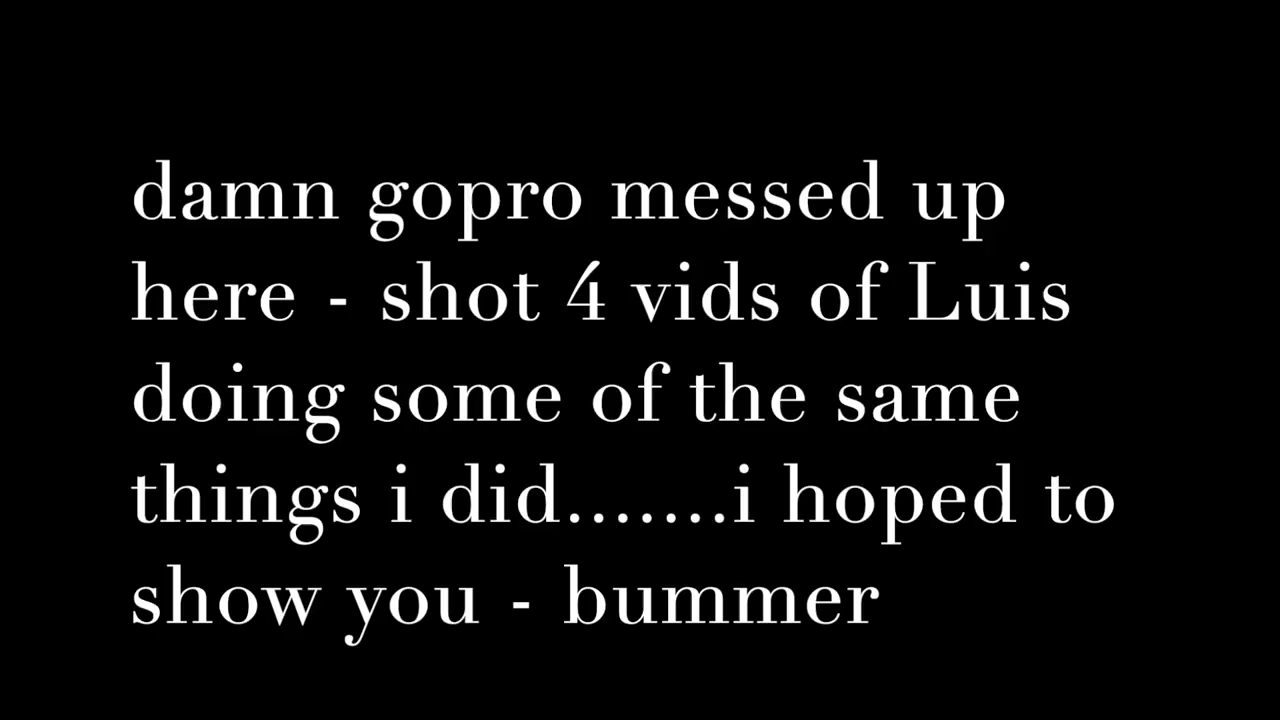 damn gopro messed up
here - shot 4 vids of Luis
doing some of the same
things i did.......i hoped to
show you - bummer